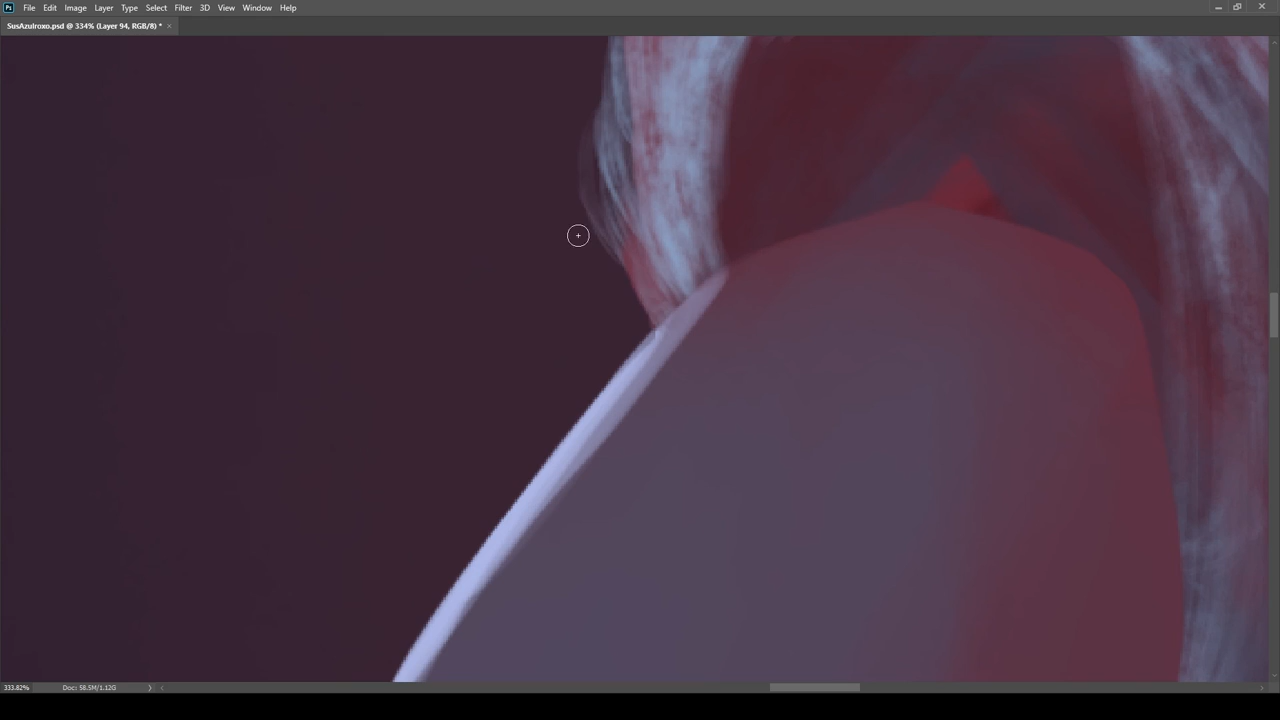 Ps File Edit Image Layer Type Select Filter 3D View Window Help
SusAzulroxo.psd @ 334% (Layer 94, RGB/8) * ×
333.82% Doc: 58.5M/1.12G